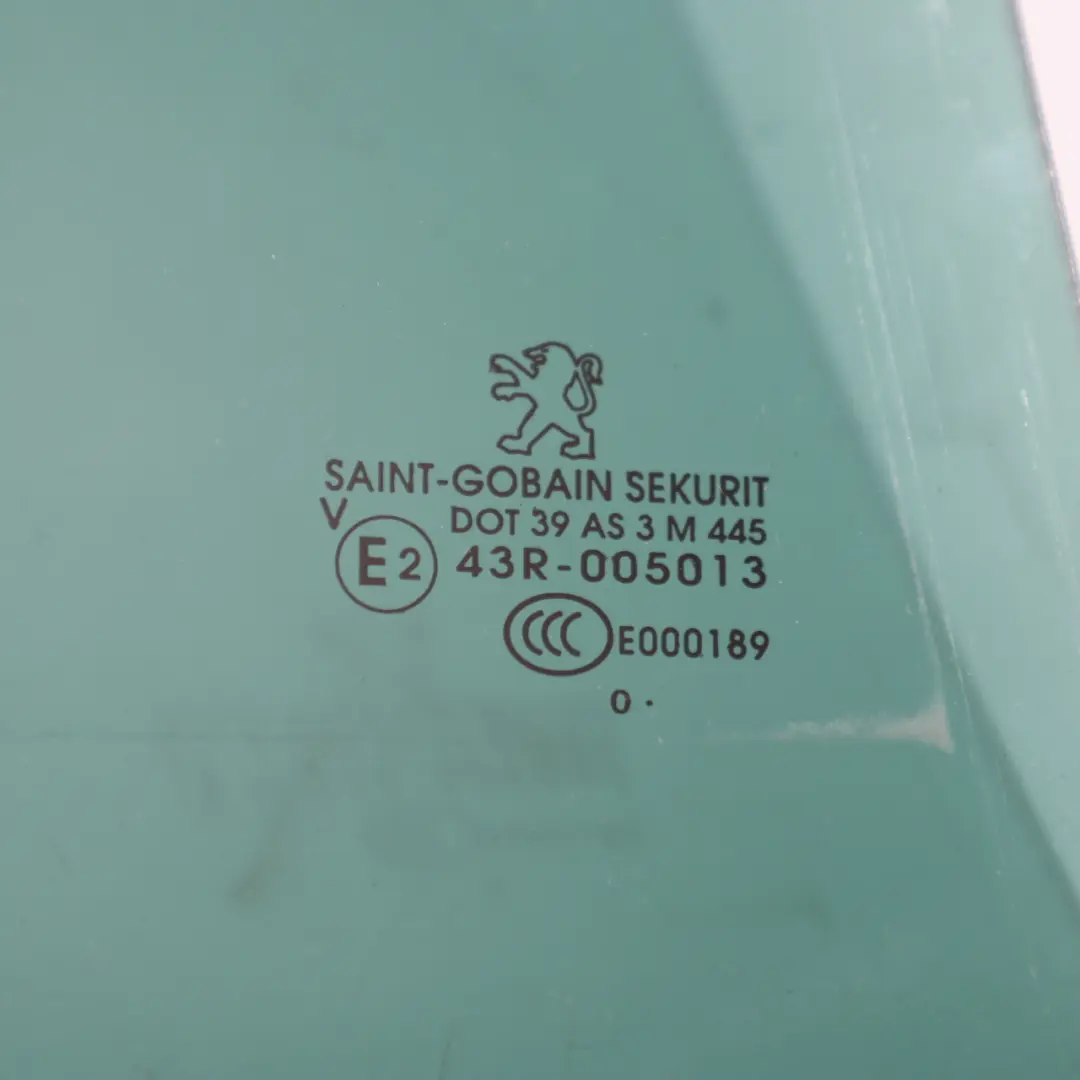 SAINT-GOBAIN SEKURIT
V
DOT 39 AS 3 M 445
E2 43R-005013
CCC E000189
0 .